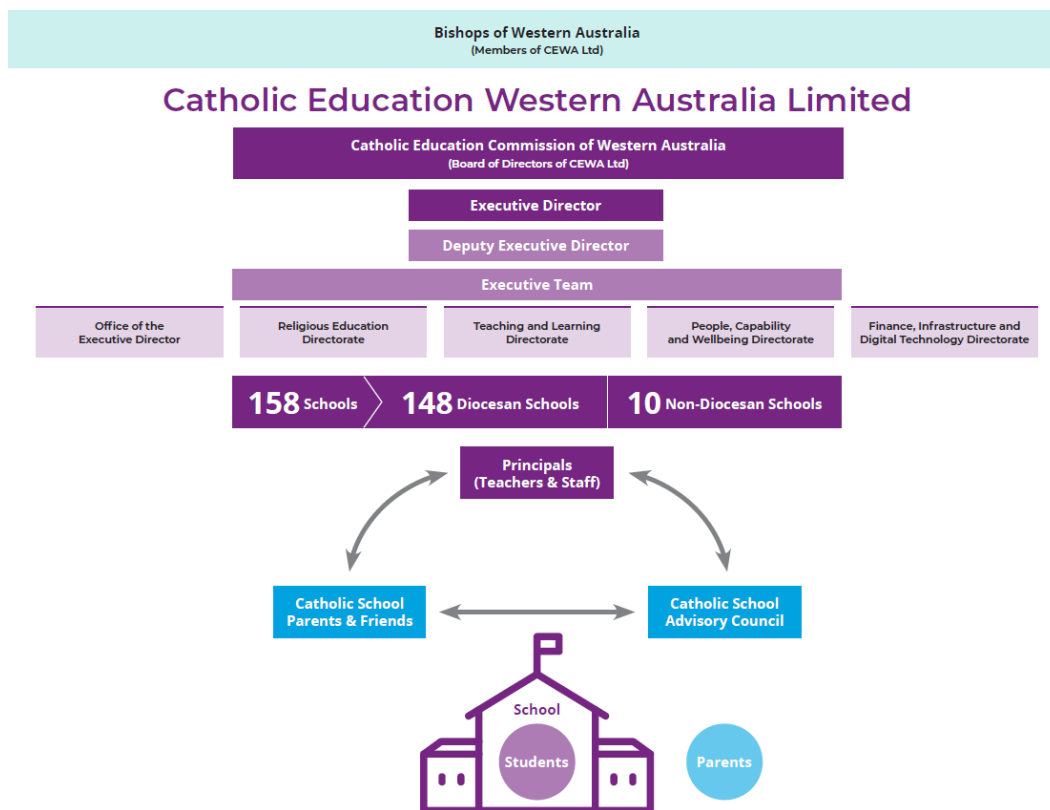 Bishops of Western Australia
(Members of CEWA Ltd)
Catholic Education Western Australia Limited
Catholic Education Commission of Western Australia
(Board of Directors of CEWA Ltd)
Executive Director
Deputy Executive Director
Executive Team
Office of the
Executive Director
Religious Education
Directorate
Teaching and Learning
Directorate
People, Capability
and Wellbeing Directorate
Finance, Infrastructure and
Digital Technology Directorate
158 Schools
148 Diocesan Schools
10 Non-Diocesan Schools
Principals
(Teachers & Staff)
Catholic School
Parents & Friends
Catholic School
Advisory Council
School
Students
Parents